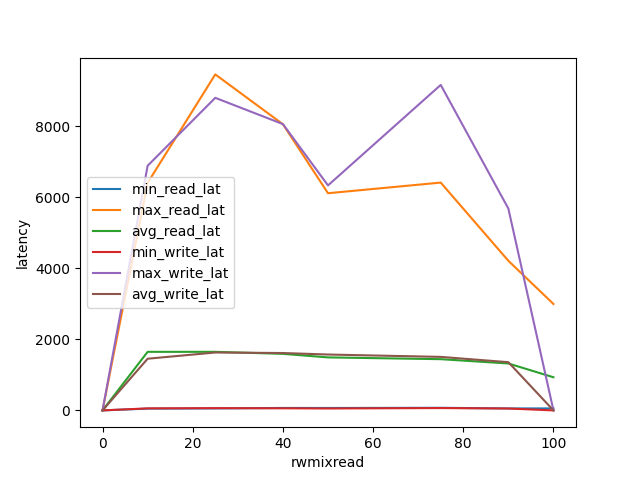 8000
6000
4000
2000
0
latency
min_read_lat
max_read_lat
avg_read_lat
min_write_lat
max_write_lat
avg_write_lat
0 20 40 60 80 100
rwmixread